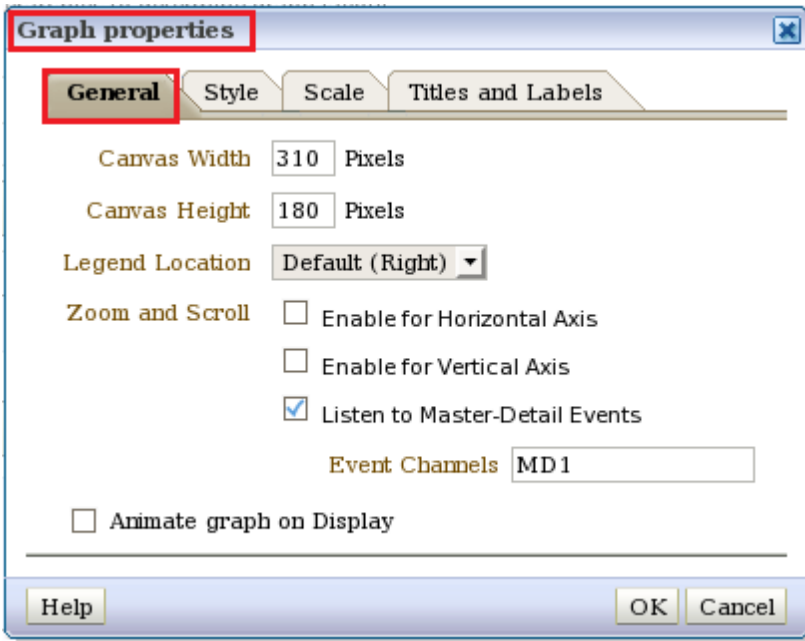 Graph properties
General Style Scale Titles and Labels
Canvas Width 310 Pixels
Canvas Height 180 Pixels
Legend Location Default (Right)
Zoom and Scroll Enable for Horizontal Axis
Enable for Vertical Axis
Listen to Master-Detail Events
Event Channels MD1
Animate graph on Display
Help OK Cancel